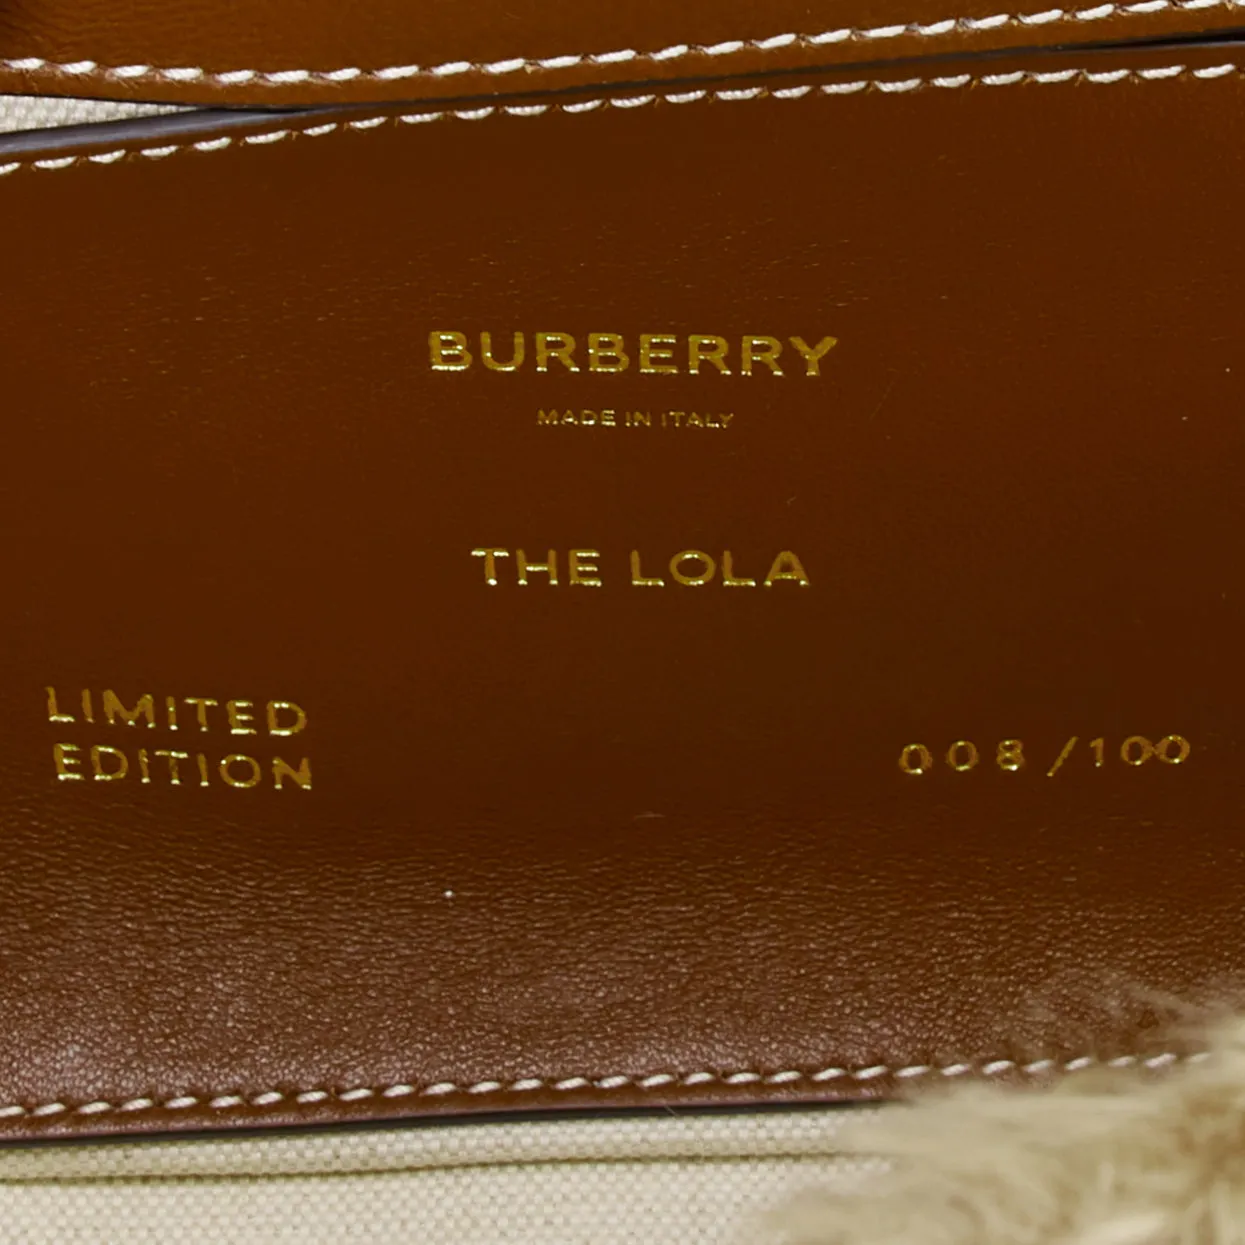 BURBERRY
MADE IN ITALY
THE LOLA
LIMITED
EDITION
008/100